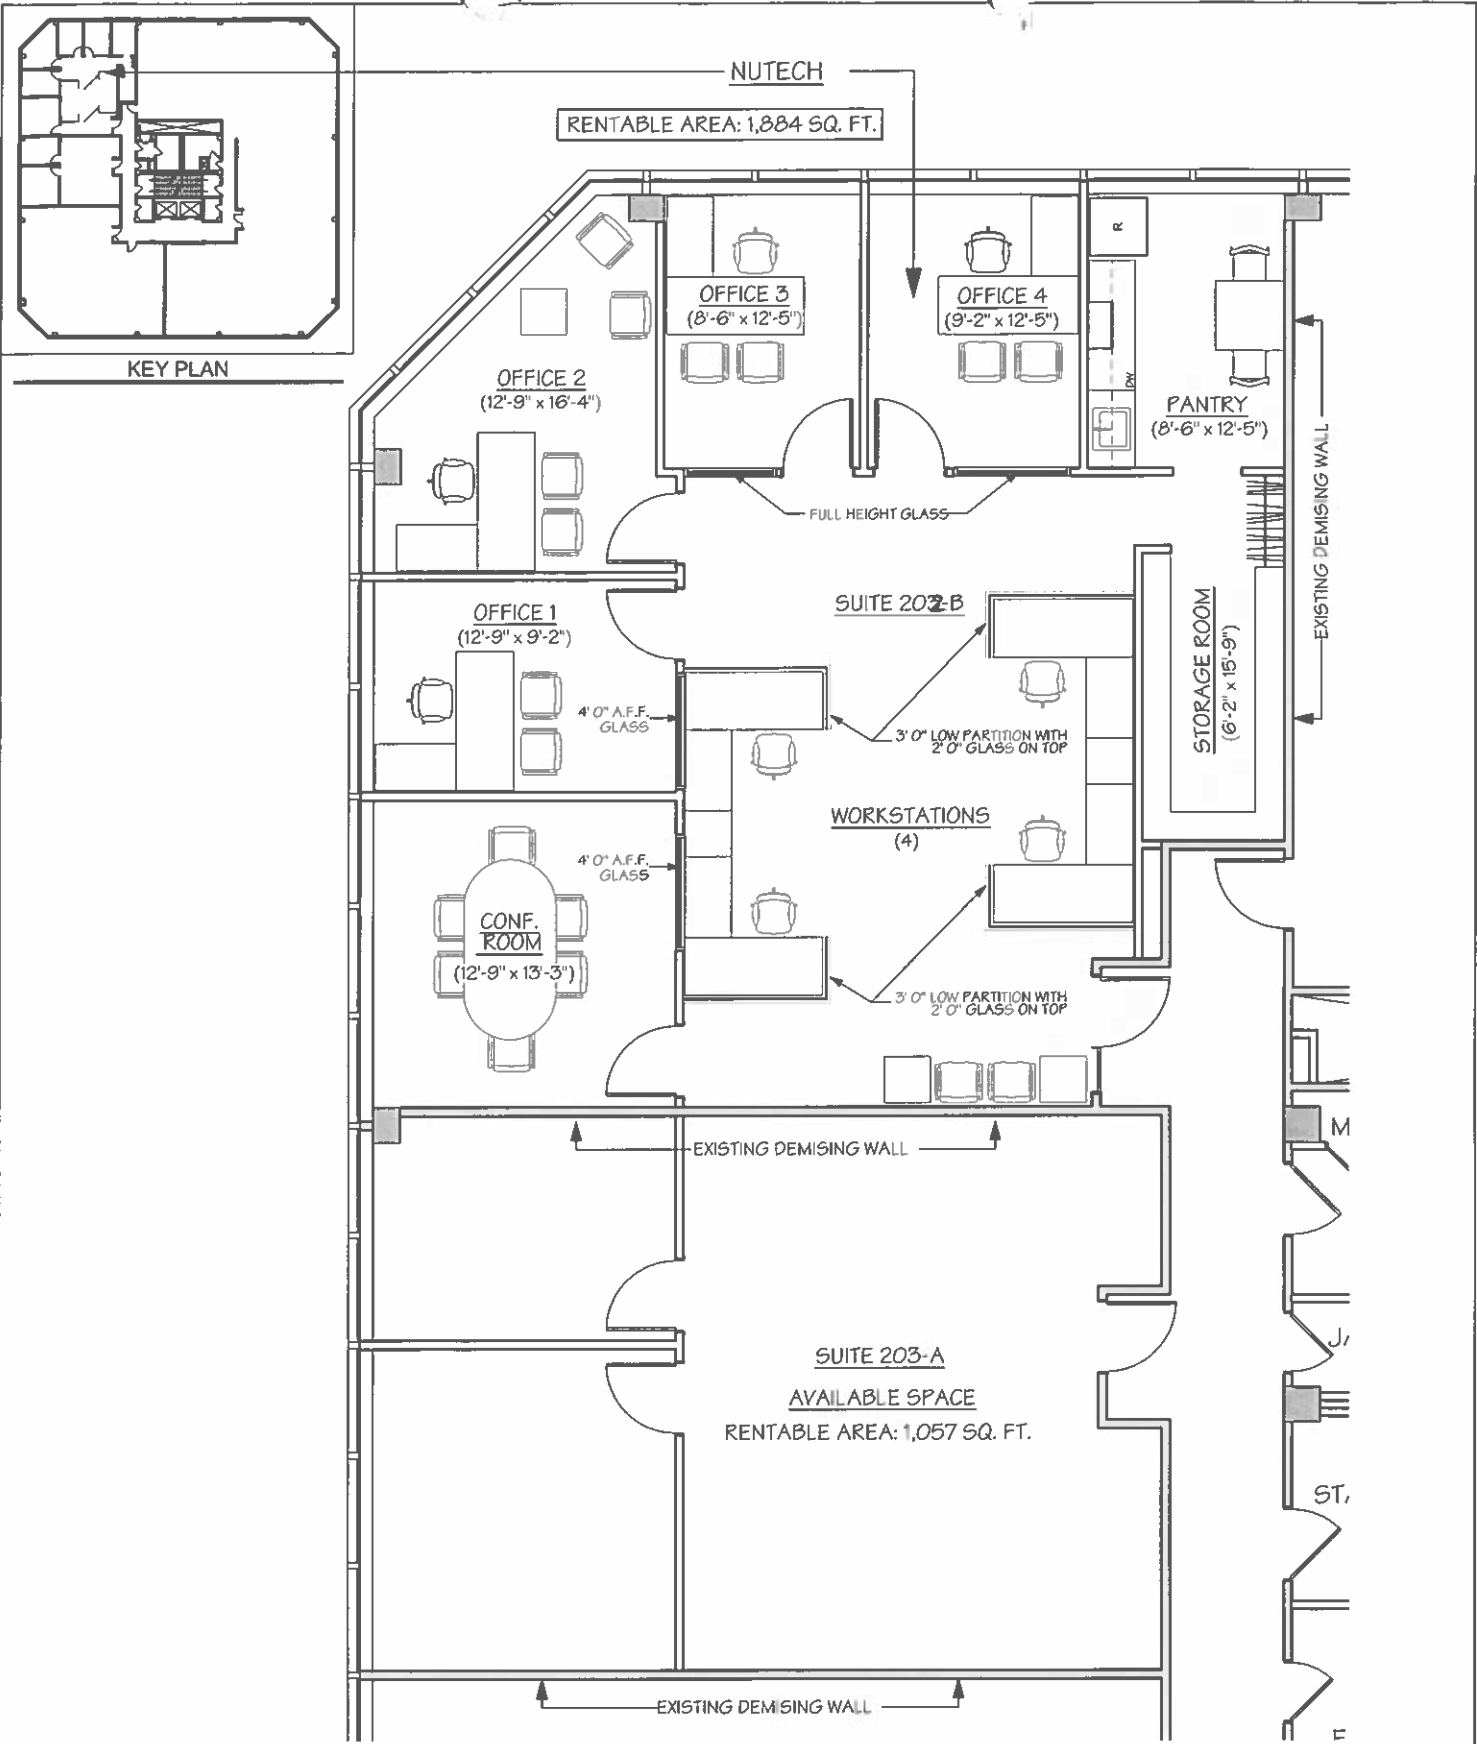 NUTECH
RENTABLE AREA: 1,884 SQ. FT.
KEY PLAN
OFFICE 3
(8'-6" x 12'-5")
OFFICE 4
(9'-2" x 12'-5")
R
OFFICE 2
(12'-9" x 16'-4")
DW
PANTRY
(8'-6" x 12'-5")
EXISTING DEMISING WALL
FULL HEIGHT GLASS
SUITE 202-B
OFFICE 1
(12'-9" x 9'-2")
STORAGE ROOM
(6'-2" x 15'-9")
4' 0" A.F.F.
GLASS
3' 0" LOW PARTITION WITH
2' 0" GLASS ON TOP
WORKSTATIONS
(4)
4' 0" A.F.F.
GLASS
CONF.
ROOM
(12'-9" x 13'-3")
3' 0" LOW PARTITION WITH
2' 0" GLASS ON TOP
M
EXISTING DEMISING WALL
SUITE 203-A
AVAILABLE SPACE
RENTABLE AREA: 1,057 SQ. FT.
ST
EXISTING DEMISING WALL